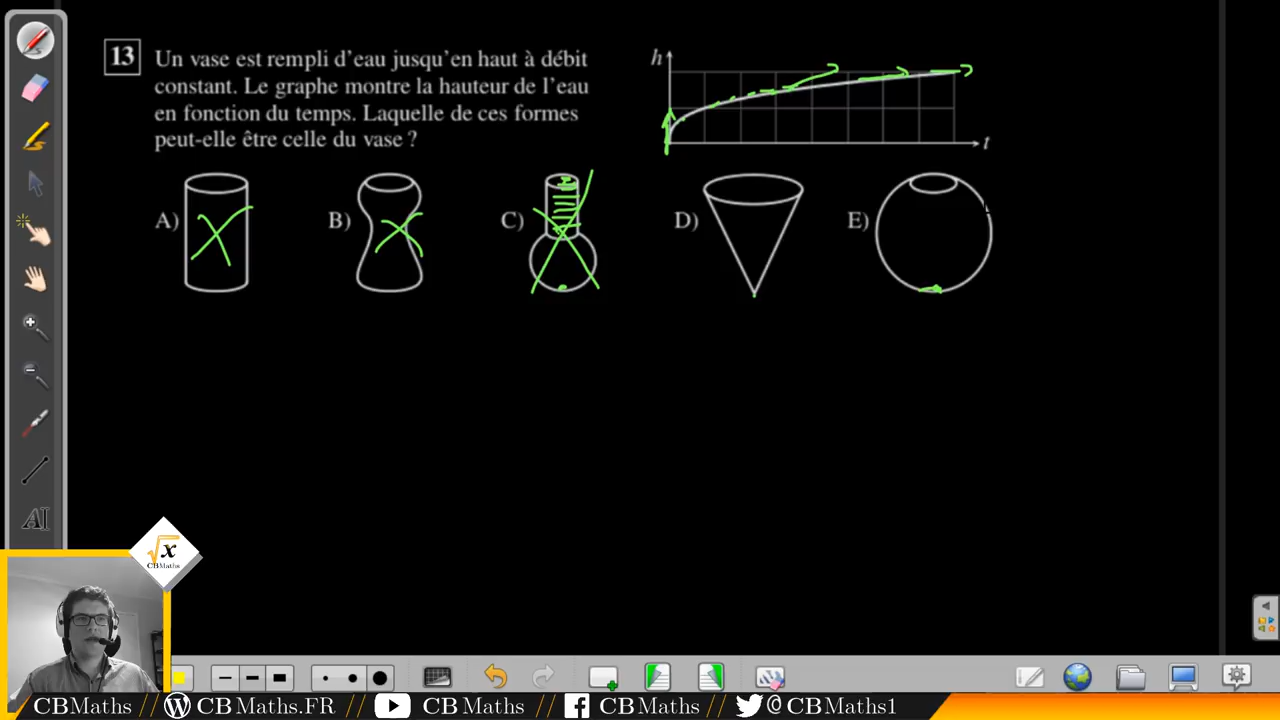 13 Un vase est rempli d'eau jusqu'en haut à débit
constant. Le graphe montre la hauteur de l'eau
en fonction du temps. Laquelle de ces formes
peut-elle être celle du vase ?
h
t
A) B) C) D) E)
AI
√x
CBMaths
CBMaths CBMaths.FR CBMaths CBMaths @CBMaths1